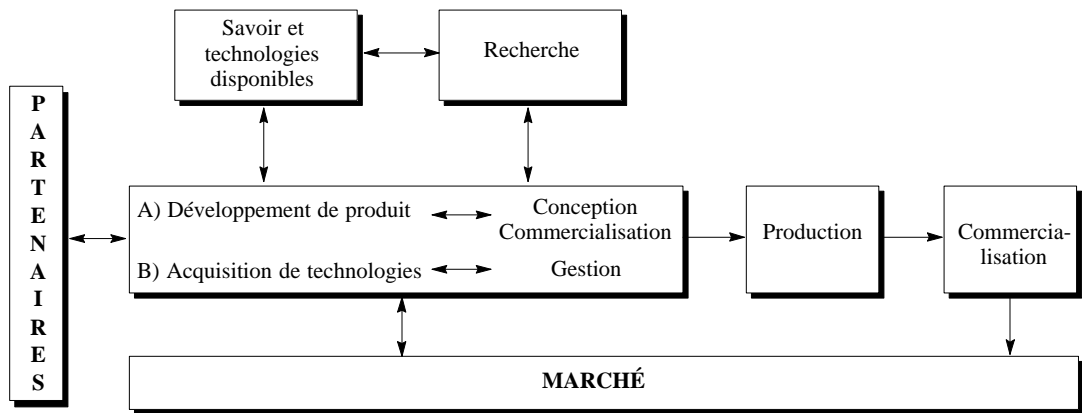 Savoir et
technologies
disponibles
Recherche
P
A
R
T
E
N
A
I
R
E
S
A) Développement de produit
Conception
Commercialisation
B) Acquisition de technologies
Gestion
Production
Commercia-
lisation
MARCHÉ